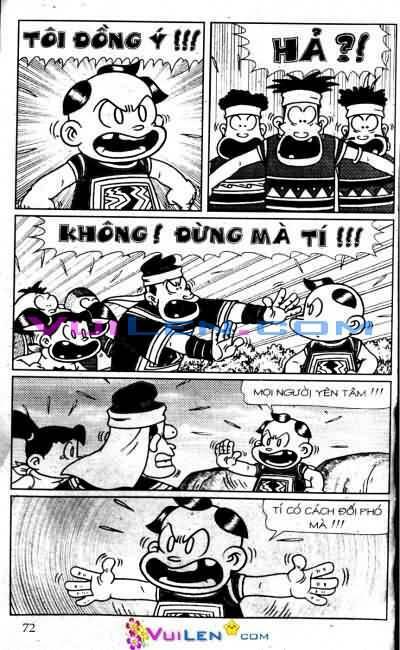 TÔI ĐỒNG Ý !!!
HẢ ?!
KHÔNG! ĐỪNG MÀ TÍ !!!
VUILEN.COM
MỌI NGƯỜI YÊN TÂM !!!
TÍ CÓ CÁCH ĐỐI PHÓ
MÀ !!!
72
VUILEN.COM